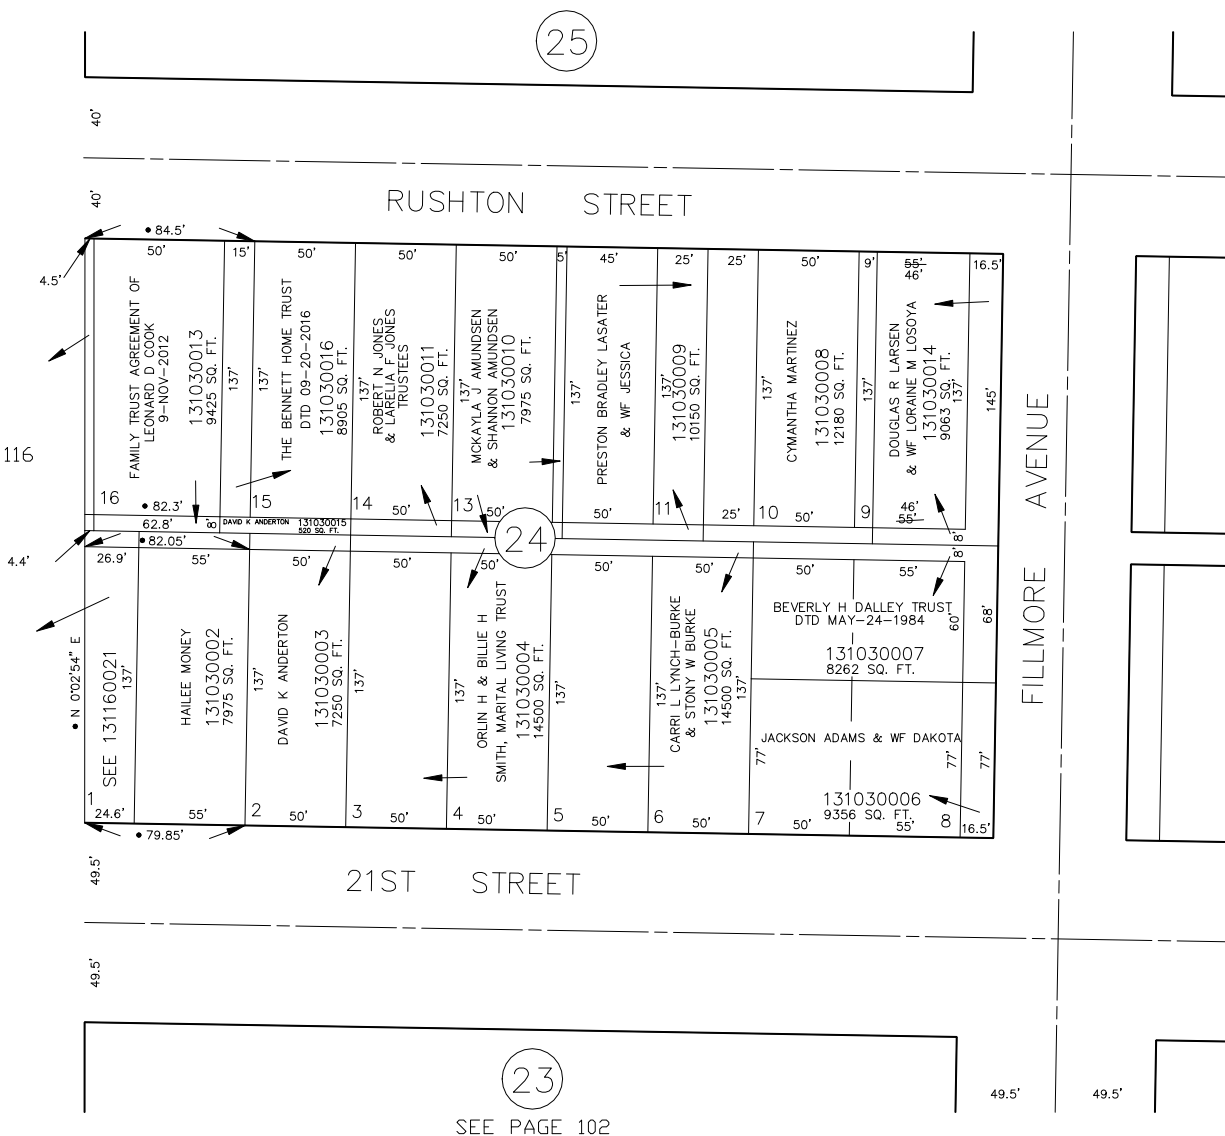 25
40'
40'
RUSHTON STREET
84.5'
50'
15'
50'
50'
50'
5'
45'
25'
25'
50'
9'
55'
46'
16.5'
4.5'
FAMILY TRUST AGREEMENT OF
LEONARD D COOK
9-NOV-2012
131030013
9425 SQ. FT.
137'
137'
THE BENNETT HOME TRUST
DTD 09-20-2016
131030016
8905 SQ. FT.
137'
ROBERT N JONES
& LARELIA F JONES
TRUSTEES
131030011
7250 SQ. FT.
137'
MCKAYLA J AMUNDSEN
& SHANNON AMUNDSEN
131030010
7975 SQ. FT.
137'
PRESTON BRADLEY LASATER
& WF JESSICA
137'
131030009
10150 SQ. FT.
137'
CYMANTHA MARTINEZ
131030008
12180 SQ. FT.
137'
DOUGLAS R LARSEN
& WF LORAINE M LOSOYA
131030014
9063 SQ. FT.
137'
145'
116
16
82.3'
15
14
50'
13
50'
50'
11
25'
10
50'
9
46'
55'
62.8'
8'
DAVID K ANDERTON 131030015
520 SQ. FT.
24
8'
8'
82.05'
4.4'
26.9'
55'
50'
50'
50'
50'
50'
50'
55'
N 0°02'54" E
SEE 131160021
137'
HAILEE MONEY
131030002
7975 SQ. FT.
137'
DAVID K ANDERTON
131030003
7250 SQ. FT.
137'
137'
ORLIN H & BILLIE H
SMITH, MARITAL LIVING TRUST
131030004
14500 SQ. FT.
137'
137'
CARRI L LYNCH-BURKE
& STONY W BURKE
131030005
14500 SQ. FT.
137'
BEVERLY H DALLEY TRUST
DTD MAY-24-1984
131030007
8262 SQ. FT.
60'
68'
JACKSON ADAMS & WF DAKOTA
77'
77'
77'
131030006
9356 SQ. FT.
FILLMORE AVENUE
1
24.6'
55'
2
50'
3
50'
4
50'
5
50'
6
50'
7
50'
55'
8
16.5'
79.85'
49.5'
21ST STREET
49.5'
23
SEE PAGE 102
49.5'
49.5'